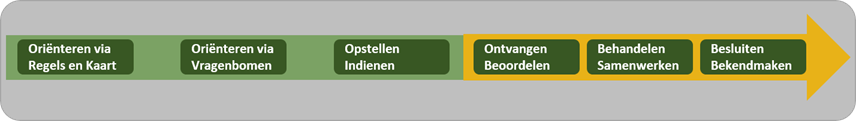 Oriënteren via
Regels en Kaart
Oriënteren via
Vragenbomen
Opstellen
Indienen
Ontvangen
Beoordelen
Behandelen
Samenwerken
Besluiten
Bekendmaken